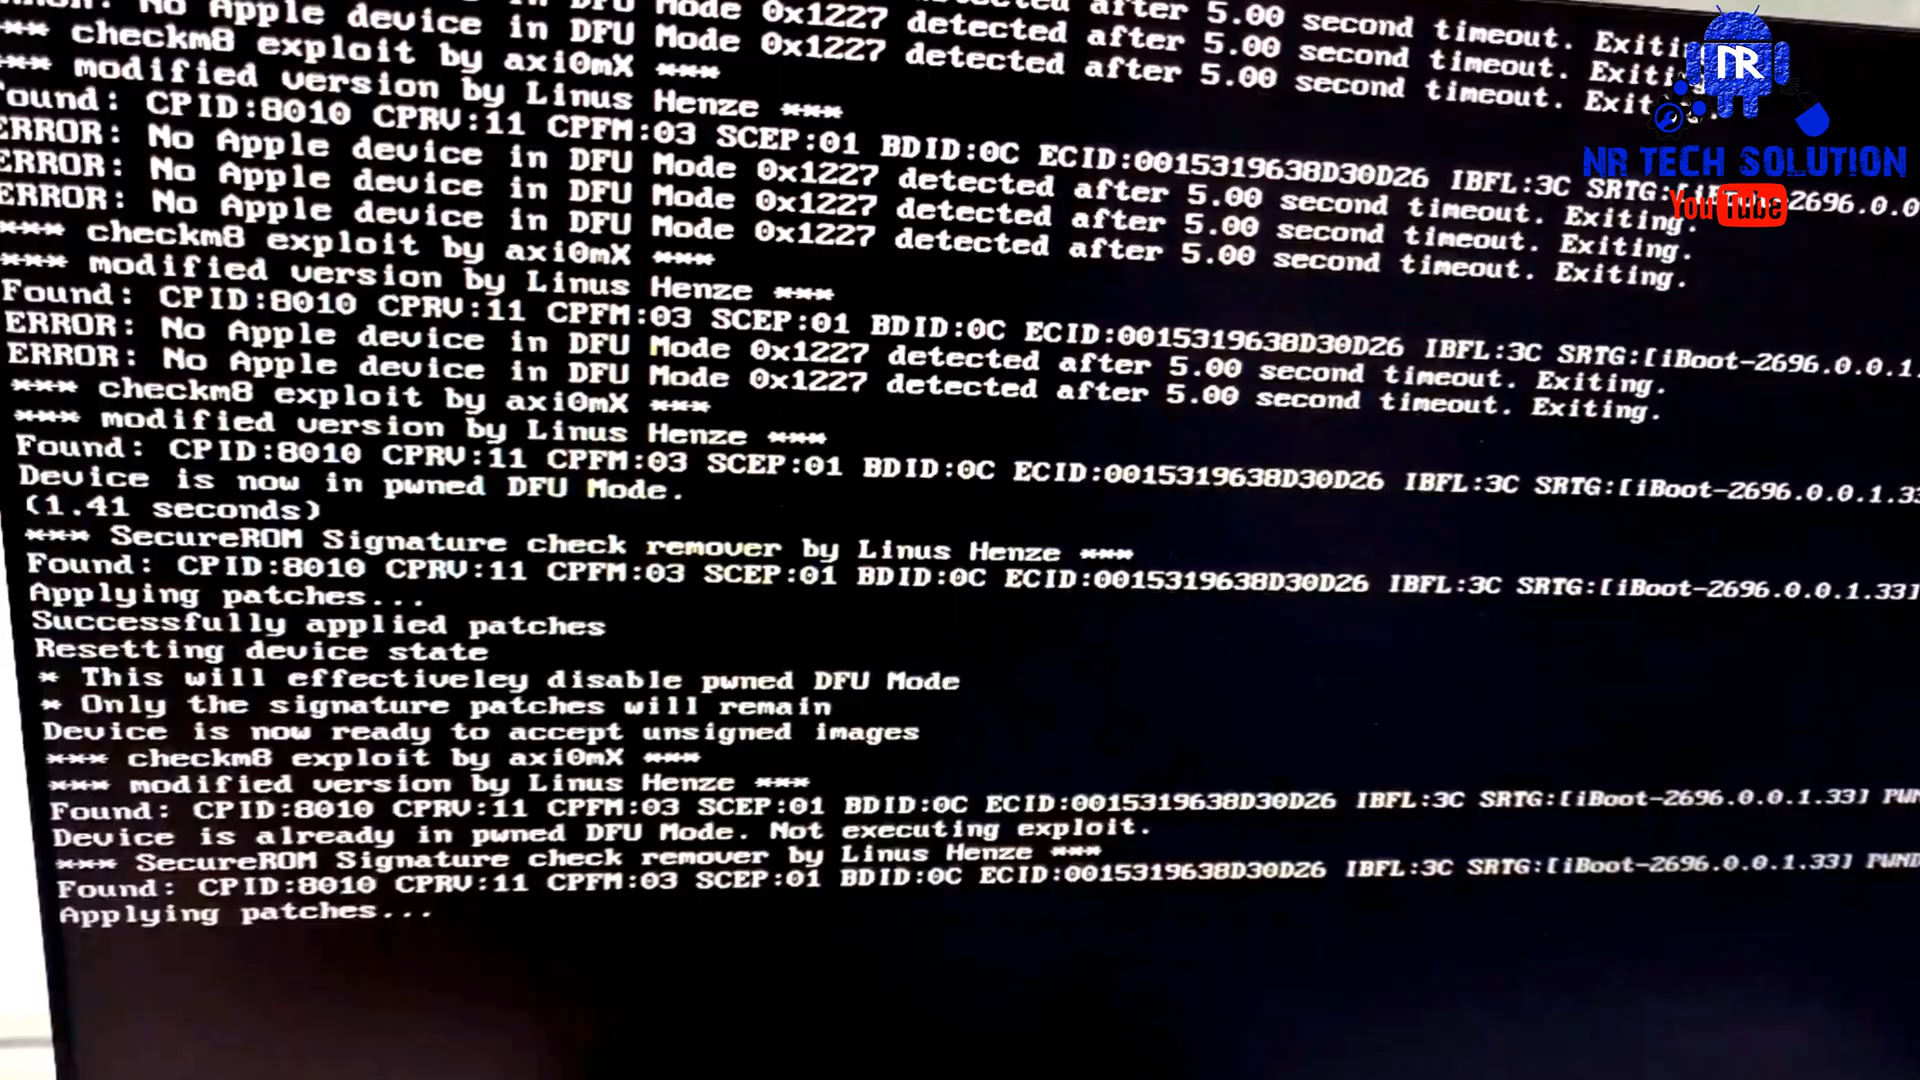 No Apple device in DFU Mode 0x1227 detected after 5.00 second timeout. Exiting.
Mode 0x1227 detected after 5.00 second timeout. Exiting.
** checkm8 exploit by axi0mX ***
*** modified version by Linus Henze ***
Found: CPID:8010 CPRV:11 CPFM:03 SCEP:01 BDID:0C ECID:0015319638D30D26 IBFL:3C SRTG:
ERROR: No Apple device in DFU Mode 0x1227 detected after 5.00 second timeout. Exiting.
ERROR: No Apple device in DFU Mode 0x1227 detected after 5.00 second timeout. Exiting.
ERROR: No Apple device in DFU Mode 0x1227 detected after 5.00 second timeout. Exiting.
*** checkm8 exploit by axi0mX ***
*** modified version by Linus Henze ***
Found: CPID:8010 CPRV:11 CPFM:03 SCEP:01 BDID:0C ECID:0015319638D30D26 IBFL:3C SRTG:[iBoot-2696.0.0.1.
ERROR: No Apple device in DFU Mode 0x1227 detected after 5.00 second timeout. Exiting.
ERROR: No Apple device in DFU Mode 0x1227 detected after 5.00 second timeout. Exiting.
*** checkm8 exploit by axi0mX ***
*** modified version by Linus Henze ***
Found: CPID:8010 CPRV:11 CPFM:03 SCEP:01 BDID:0C ECID:0015319638D30D26 IBFL:3C SRTG:[iBoot-2696.0.0.1.33
Device is now in pwned DFU Mode.
(1.41 seconds)
*** SecureROM Signature check remover by Linus Henze ***
Found: CPID:8010 CPRV:11 CPFM:03 SCEP:01 BDID:0C ECID:0015319638D30D26 IBFL:3C SRTG:[iBoot-2696.0.0.1.33]
Applying patches...
Successfully applied patches
Resetting device state
* This will effectiveley disable pwned DFU Mode
* Only the signature patches will remain
Device is now ready to accept unsigned images
*** checkm8 exploit by axi0mX ***
*** modified version by Linus Henze ***
Found: CPID:8010 CPRV:11 CPFM:03 SCEP:01 BDID:0C ECID:0015319638D30D26 IBFL:3C SRTG:[iBoot-2696.0.0.1.33] PWN
Device is already in pwned DFU Mode. Not executing exploit.
*** SecureROM Signature check remover by Linus Henze ***
Found: CPID:8010 CPRV:11 CPFM:03 SCEP:01 BDID:0C ECID:0015319638D30D26 IBFL:3C SRTG:[iBoot-2696.0.0.1.33] PWND
Applying patches...
NR
NR TECH SOLUTION
YouTube